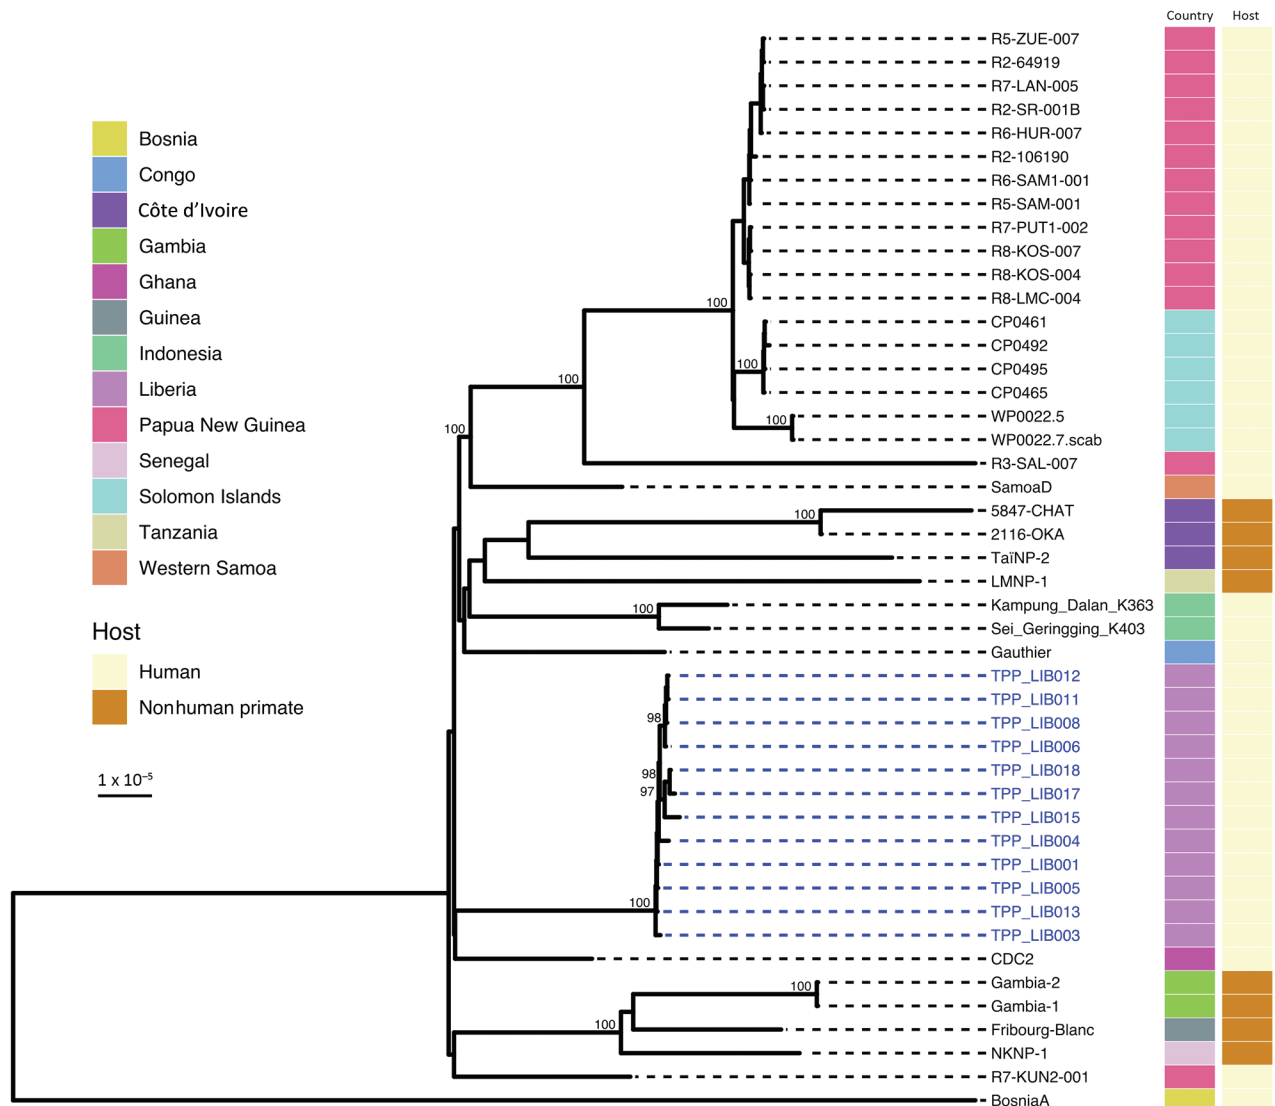 Country Host
Bosnia
Congo
Côte d'Ivoire
Gambia
Ghana
Guinea
Indonesia
Liberia
Papua New Guinea
Senegal
Solomon Islands
Tanzania
Western Samoa
Host
Human
Nonhuman primate
1 x 10⁻⁵
100
100
100
100
100
100
100
98
98
97
100
100
100
R5-ZUE-007
R2-64919
R7-LAN-005
R2-SR-001B
R6-HUR-007
R2-106190
R6-SAM1-001
R5-SAM-001
R7-PUT1-002
R8-KOS-007
R8-KOS-004
R8-LMC-004
CP0461
CP0492
CP0495
CP0465
WP0022.5
WP0022.7.scab
R3-SAL-007
SamoaD
5847-CHAT
2116-OKA
TaïNP-2
LMNP-1
Kampung_Dalan_K363
Sei_Geringging_K403
Gauthier
TPP_LIB012
TPP_LIB011
TPP_LIB008
TPP_LIB006
TPP_LIB018
TPP_LIB017
TPP_LIB015
TPP_LIB004
TPP_LIB001
TPP_LIB005
TPP_LIB013
TPP_LIB003
CDC2
Gambia-2
Gambia-1
Fribourg-Blanc
NKNP-1
R7-KUN2-001
BosniaA